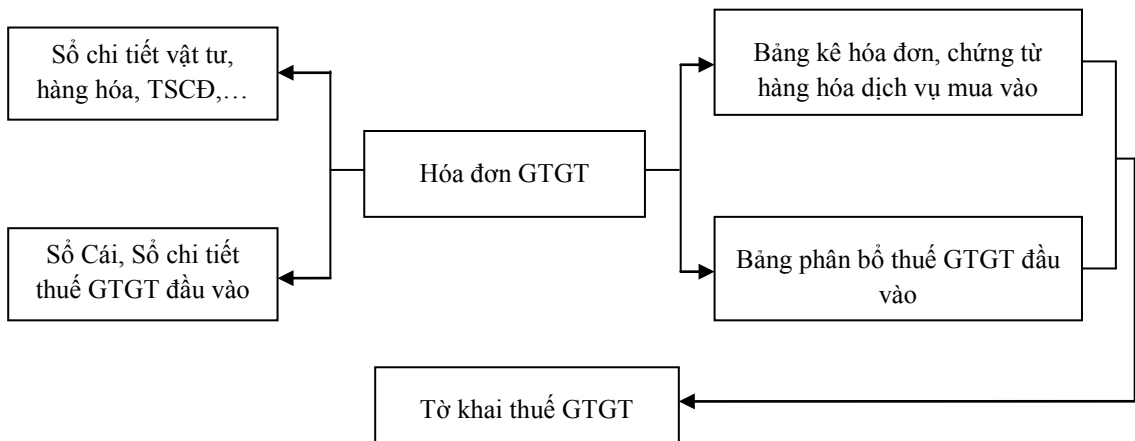 Sổ chi tiết vật tư,
hàng hóa, TSCĐ,…
Bảng kê hóa đơn, chứng từ
hàng hóa dịch vụ mua vào
Hóa đơn GTGT
Sổ Cái, Sổ chi tiết
thuế GTGT đầu vào
Bảng phân bổ thuế GTGT đầu
vào
Tờ khai thuế GTGT